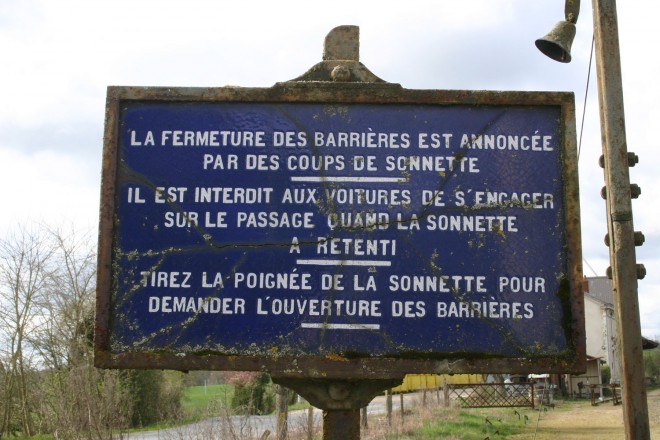 LA FERMETURE DES BARRIÈRES EST ANNONCÉE
PAR DES COUPS DE SONNETTE
IL EST INTERDIT AUX VOITURES DE S'ENGAGER
SUR LE PASSAGE QUAND LA SONNETTE
A RETENTI
TIREZ LA POIGNÉE DE LA SONNETTE POUR
DEMANDER L'OUVERTURE DES BARRIÈRES